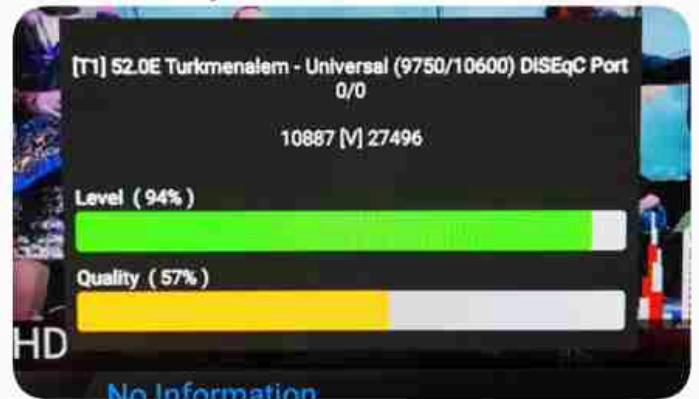 [T1] 52.0E Turkmenalem - Universal (9750/10600) DiSEqC Port
0/0
10887 [V] 27496
Level ( 94% )
Quality ( 57% )
HD
No Information